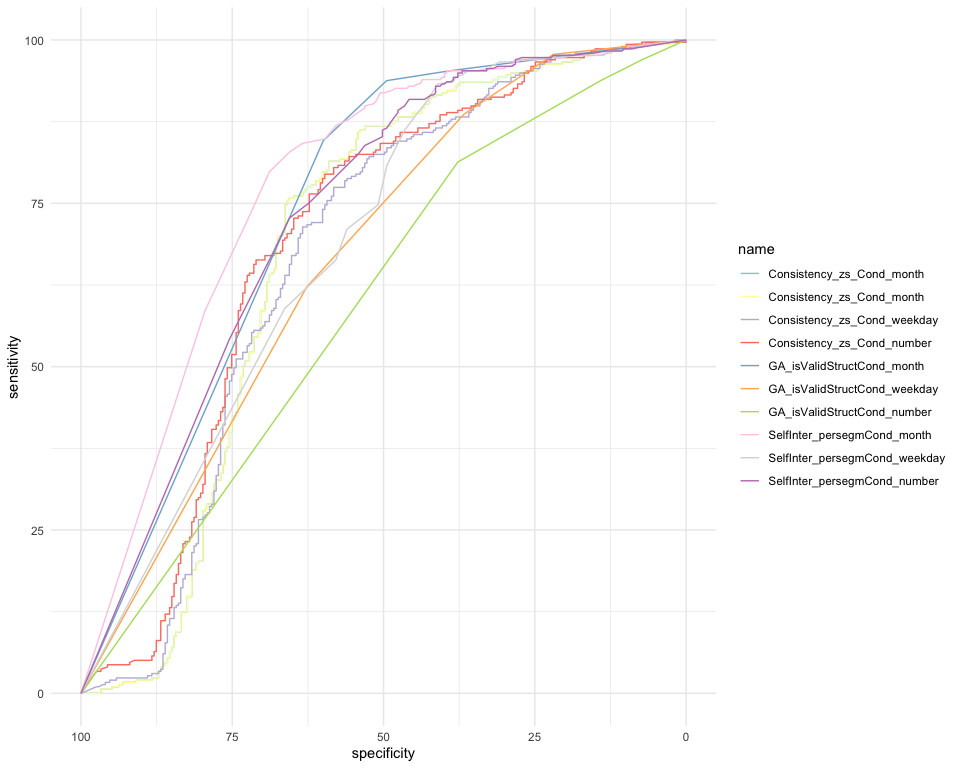 100
75
50
25
0
sensitivity
100
75
50
25
0
specificity
name
Consistency_zs_Cond_month
Consistency_zs_Cond_month
Consistency_zs_Cond_weekday
Consistency_zs_Cond_number
GA_isValidStructCond_month
GA_isValidStructCond_weekday
GA_isValidStructCond_number
SelfInter_persegmCond_month
SelfInter_persegmCond_weekday
SelfInter_persegmCond_number